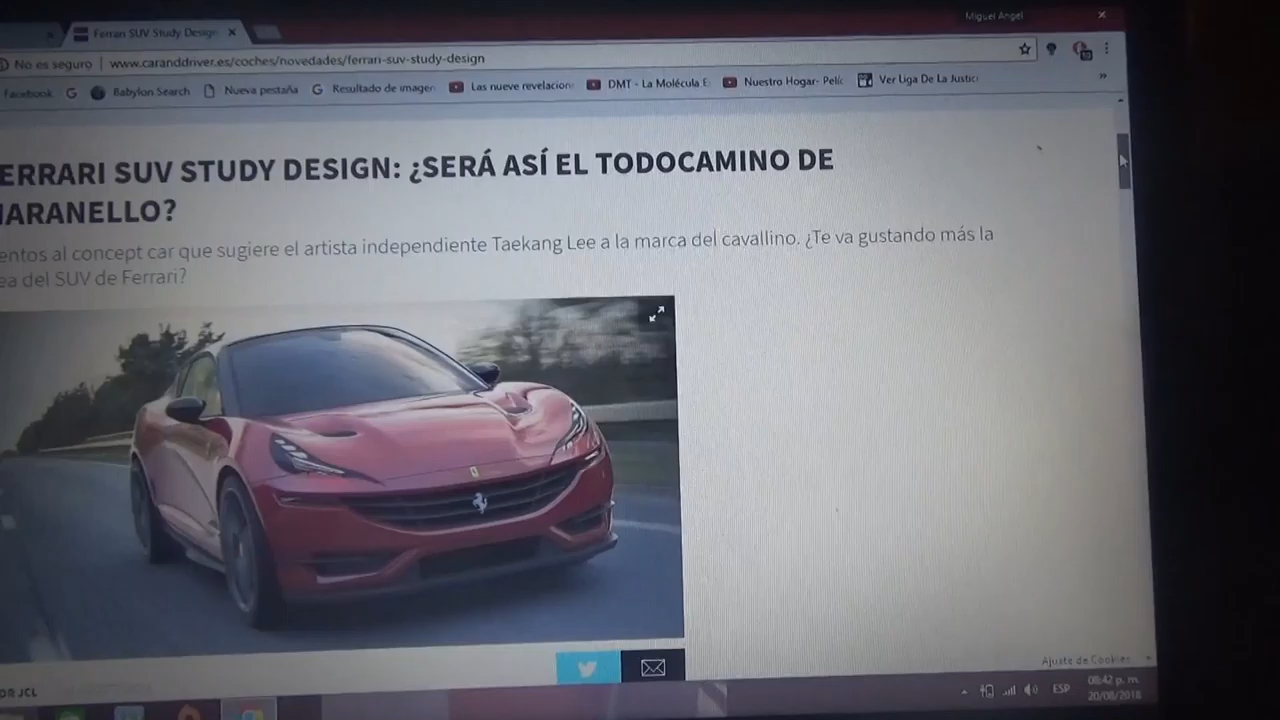 Miguel Angel
Ferrari SUV Study Design
No es seguro | www.caranddriver.es/coches/novedades/ferrari-suv-study-design
Facebook Babylon Search Nueva pestaña Resultado de imagen Las nueve revelacion DMT - La Molécula E Nuestro Hogar- Pelíc Ver Liga De La Justic »
ERRARI SUV STUDY DESIGN: ¿SERÁ ASÍ EL TODOCAMINO DE
ARANELLO?
entos al concept car que sugiere el artista independiente Taekang Lee a la marca del cavallino. ¿Te va gustando más la
ea del SUV de Ferrari?
OR JCL
Ajuste de Cookies
ESP
08:42 p. m.
20/08/2018